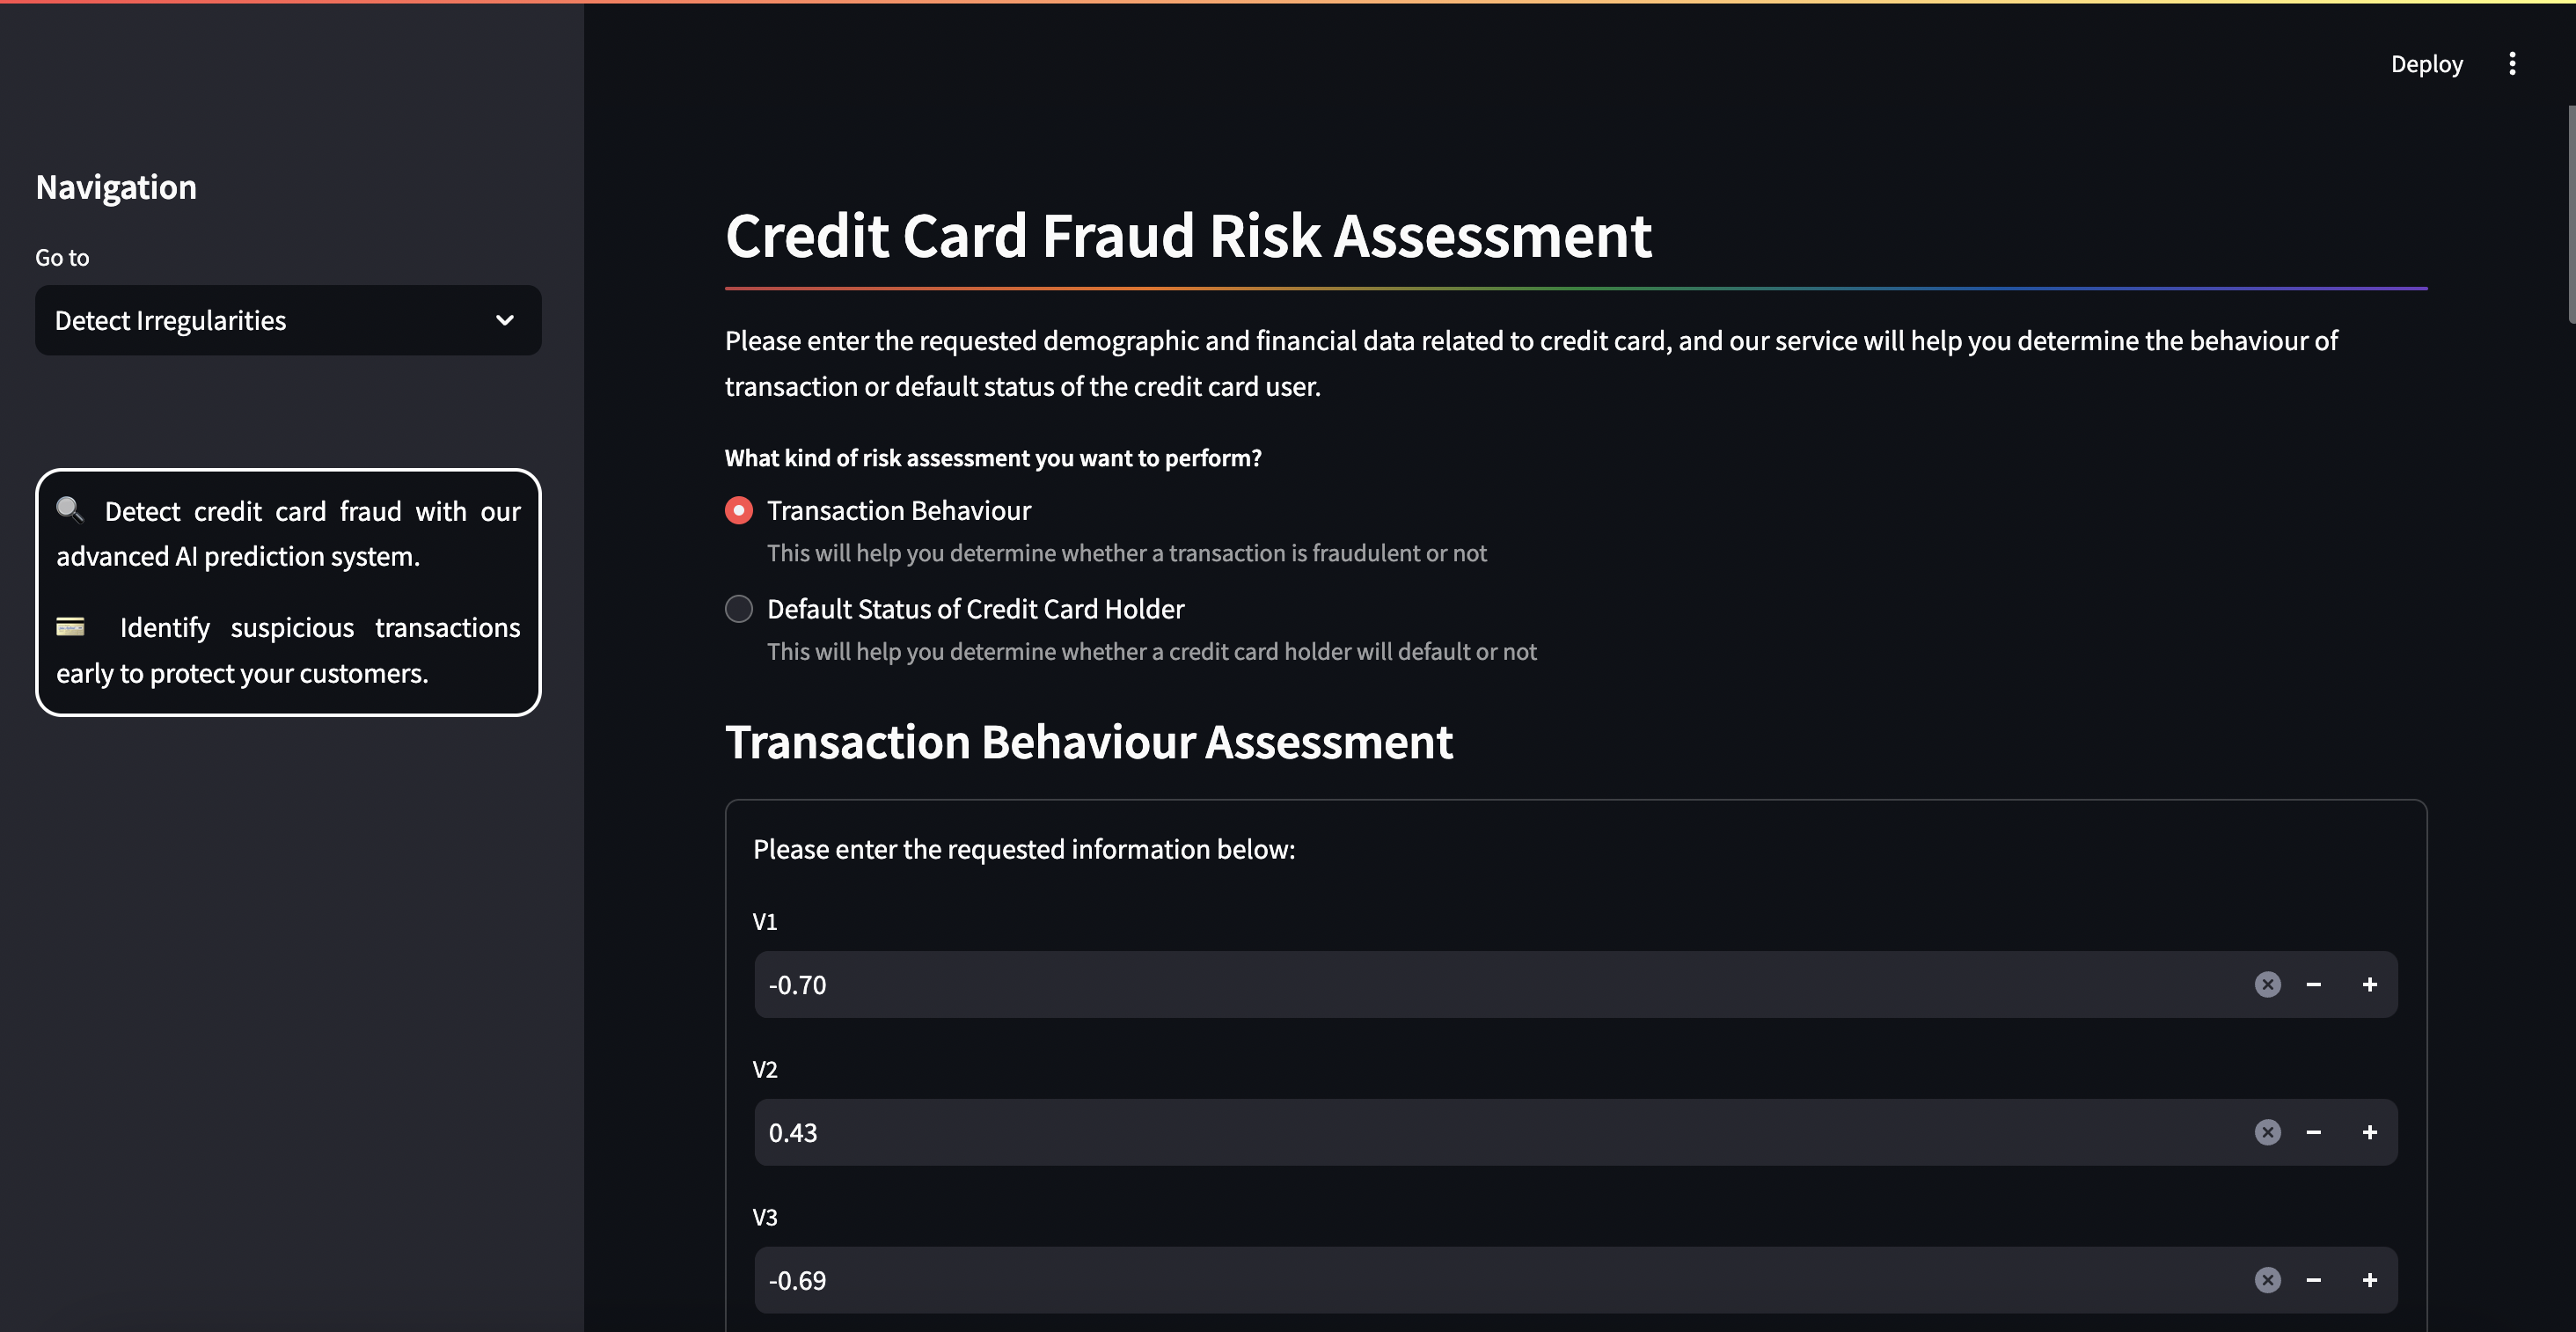 Deploy
Navigation
Go to
Detect Irregularities
🔍 Detect credit card fraud with our
advanced AI prediction system.
💳 Identify suspicious transactions
early to protect your customers.
Credit Card Fraud Risk Assessment
Please enter the requested demographic and financial data related to credit card, and our service will help you determine the behaviour of
transaction or default status of the credit card user.
What kind of risk assessment you want to perform?
Transaction Behaviour
This will help you determine whether a transaction is fraudulent or not
Default Status of Credit Card Holder
This will help you determine whether a credit card holder will default or not
Transaction Behaviour Assessment
Please enter the requested information below:
V1
-0.70
V2
0.43
V3
-0.69